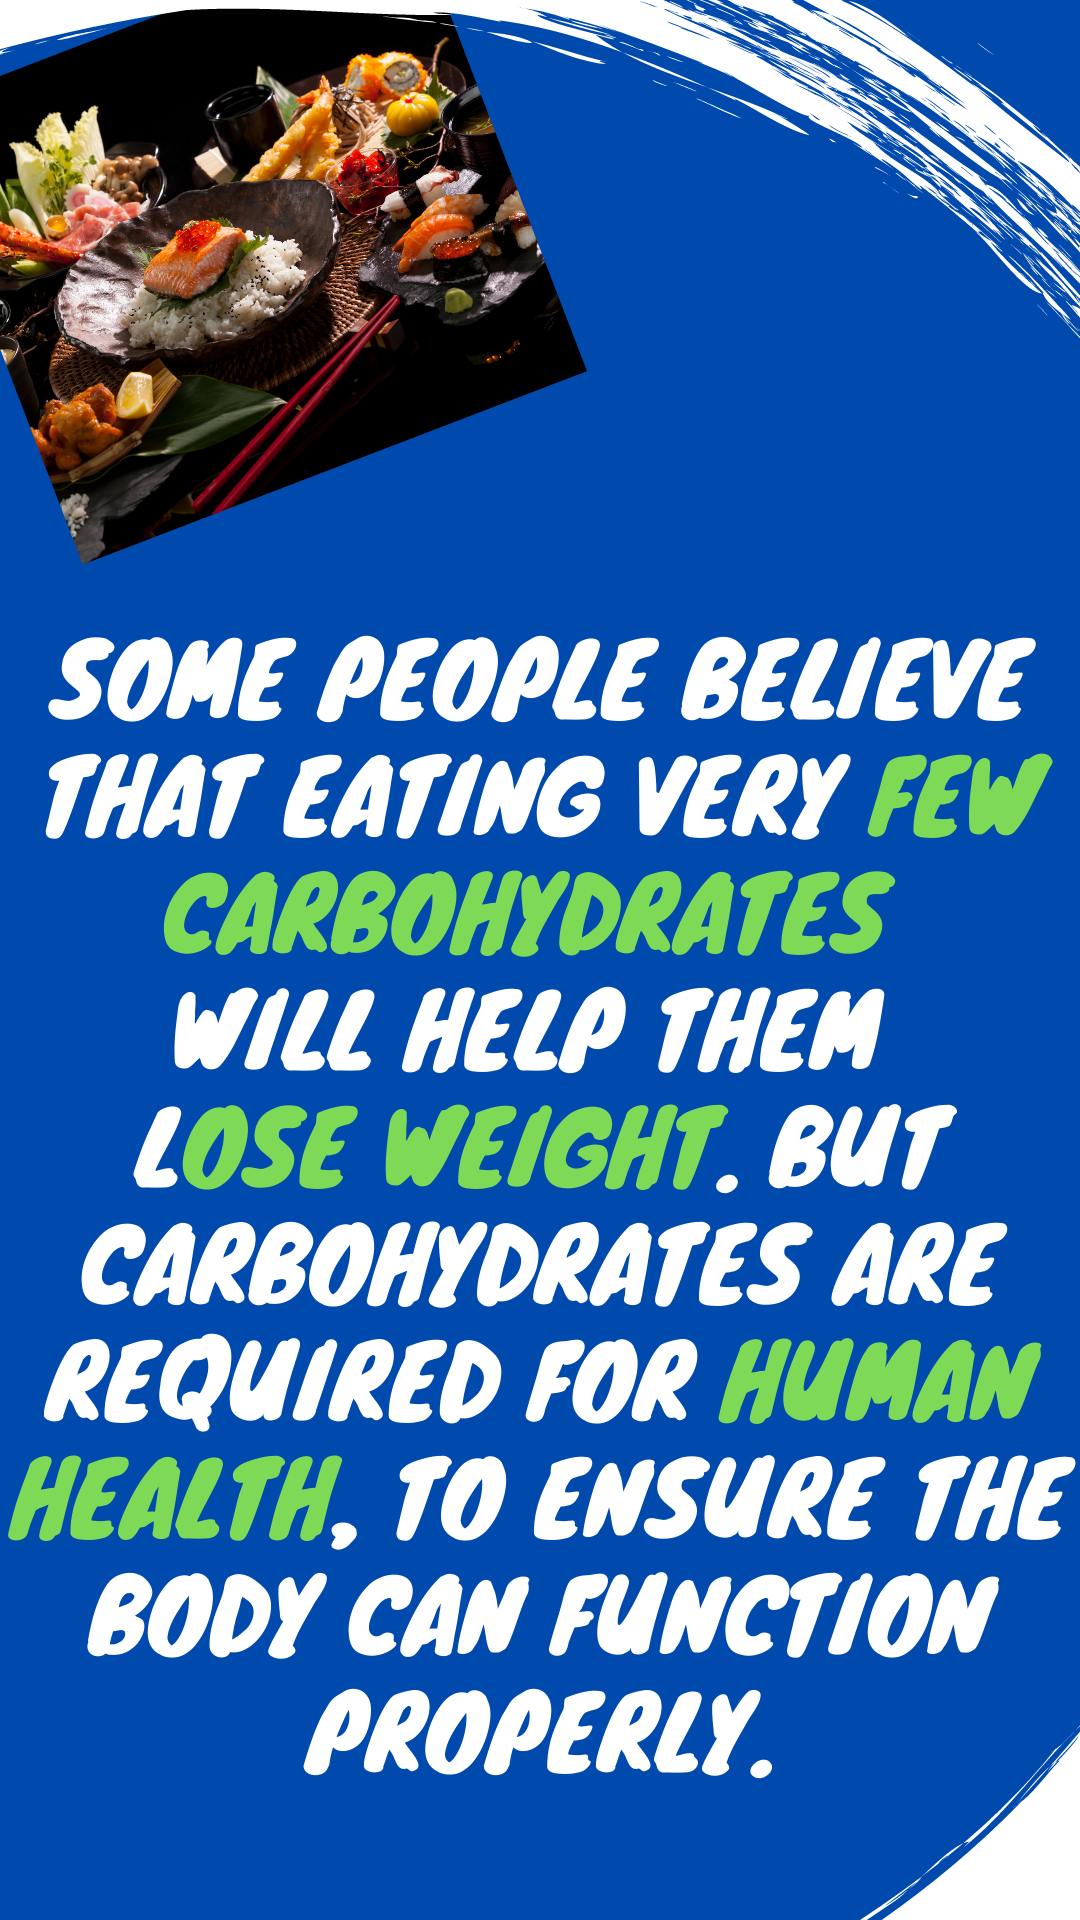 SOME PEOPLE BELIEVE
THAT EATING VERY FEW
CARBOHYDRATES
WILL HELP THEM
LOSE WEIGHT. BUT
CARBOHYDRATES ARE
REQUIRED FOR HUMAN
HEALTH, TO ENSURE THE
BODY CAN FUNCTION
PROPERLY.